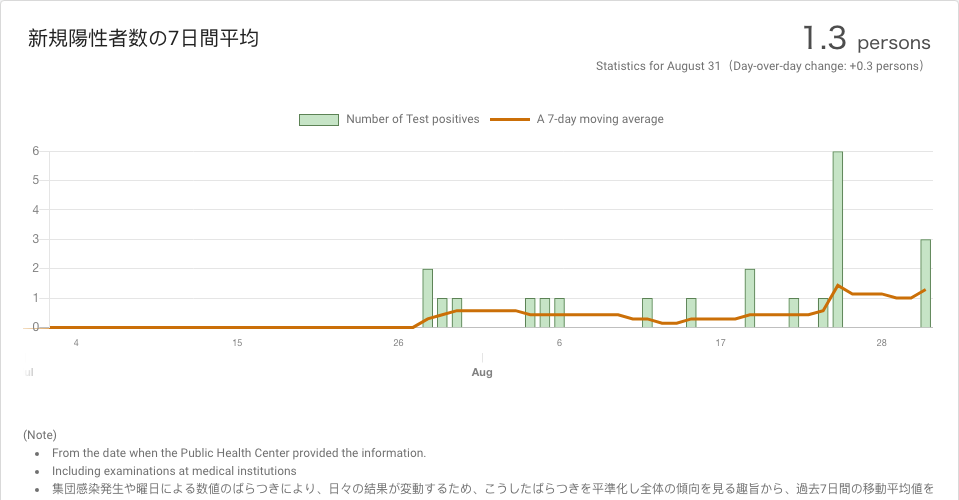 新規陽性者数の7日間平均
1.3 persons
Statistics for August 31（Day-over-day change: +0.3 persons）
Number of Test positives
A 7-day moving average
6
5
4
3
2
1
0
4 15 26 6 17 28
ul Aug
(Note)
• From the date when the Public Health Center provided the information.
• Including examinations at medical institutions
• 集団感染発生や曜日による数値のばらつきにより、日々の結果が変動するため、こうしたばらつきを平準化し全体の傾向を見る趣旨から、過去7日間の移動平均値を